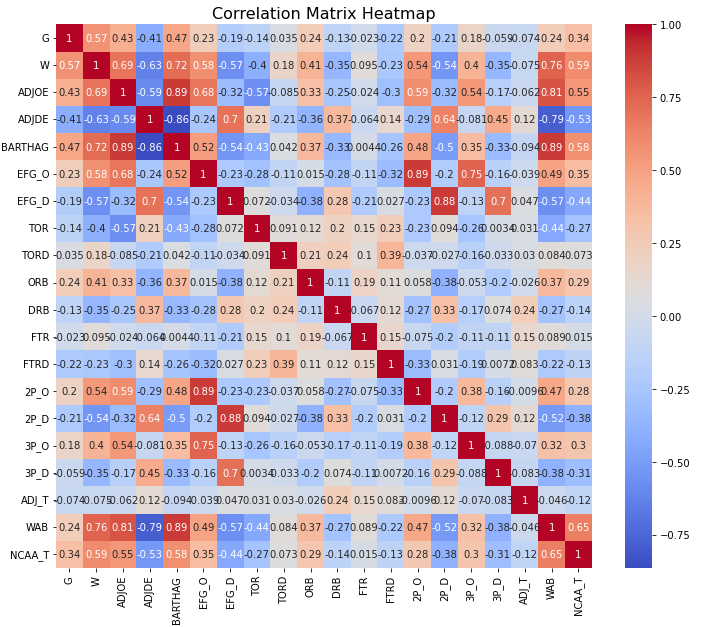 Correlation Matrix Heatmap
G 1 0.57 0.43 -0.41 0.47 0.23 -0.19 -0.14 0.035 0.24 -0.13 -0.023 -0.22 0.2 -0.21 0.18 -0.059 -0.074 0.24 0.34
W 0.57 1 0.69 -0.63 0.72 0.58 -0.57 -0.4 0.18 0.41 -0.35 0.095 -0.23 0.54 -0.54 0.4 -0.35 -0.075 0.76 0.59
ADJOE 0.43 0.69 1 -0.59 0.89 0.68 -0.32 -0.57 -0.085 0.33 -0.25 -0.024 -0.3 0.59 -0.32 0.54 -0.17 -0.062 0.81 0.55
ADJDE -0.41 -0.63 -0.59 1 -0.86 -0.24 0.7 0.21 -0.21 -0.36 0.37 -0.064 0.14 -0.29 0.64 -0.081 0.45 0.12 -0.79 -0.53
BARTHAG 0.47 0.72 0.89 -0.86 1 0.52 -0.54 -0.43 0.042 0.37 -0.33 0.0044 -0.26 0.48 -0.5 0.35 -0.33 -0.094 0.89 0.58
EFG_O 0.23 0.58 0.68 -0.24 0.52 1 -0.23 -0.28 -0.11 0.015 -0.28 -0.11 -0.32 0.89 -0.2 0.75 -0.16 -0.039 0.49 0.35
EFG_D -0.19 -0.57 -0.32 0.7 -0.54 -0.23 1 0.072 -0.034 -0.38 0.28 -0.21 0.027 -0.23 0.88 -0.13 0.7 0.047 -0.57 -0.44
TOR -0.14 -0.4 -0.57 0.21 -0.43 -0.28 0.072 1 0.091 0.12 0.2 0.15 0.23 -0.23 0.094 -0.26 0.0034 0.031 -0.44 -0.27
TORD 0.035 0.18 -0.085 -0.21 0.042 -0.11 -0.034 0.091 1 0.21 0.24 0.1 0.39 -0.037 -0.027 -0.16 -0.033 0.03 0.084 0.073
ORB 0.24 0.41 0.33 -0.36 0.37 0.015 -0.38 0.12 0.21 1 -0.11 0.19 0.11 0.058 -0.38 -0.053 -0.2 -0.026 0.37 0.29
DRB -0.13 -0.35 -0.25 0.37 -0.33 -0.28 0.28 0.2 0.24 -0.11 1 -0.067 0.12 -0.27 0.33 -0.17 0.074 0.24 -0.27 -0.14
FTR -0.023 0.095 -0.024 -0.064 0.0044 -0.11 -0.21 0.15 0.1 0.19 -0.067 1 0.15 -0.075 -0.2 -0.11 -0.11 0.15 0.089 0.015
FTRD -0.22 -0.23 -0.3 0.14 -0.26 -0.32 0.027 0.23 0.39 0.11 0.12 0.15 1 -0.33 0.031 -0.19 0.0072 0.083 -0.22 -0.13
2P_O 0.2 0.54 0.59 -0.29 0.48 0.89 -0.23 -0.23 -0.037 0.058 -0.27 -0.075 -0.33 1 -0.2 0.38 -0.16 0.0096 0.47 0.28
2P_D -0.21 -0.54 -0.32 0.64 -0.5 -0.2 0.88 0.094 -0.027 -0.38 0.33 -0.2 0.031 -0.2 1 -0.12 0.29 0.12 -0.52 -0.38
3P_O 0.18 0.4 0.54 -0.081 0.35 0.75 -0.13 -0.26 -0.16 -0.053 -0.17 -0.11 -0.19 0.38 -0.12 1 -0.088 -0.07 0.32 0.3
3P_D -0.059 -0.35 -0.17 0.45 -0.33 -0.16 0.7 0.0034 -0.033 -0.2 0.074 -0.11 0.0072 -0.16 0.29 -0.088 1 -0.083 -0.38 -0.31
ADJ_T -0.074 -0.075 -0.062 0.12 -0.094 -0.039 0.047 0.031 0.03 -0.026 0.24 0.15 0.083 0.0096 0.12 -0.07 -0.083 1 -0.046 -0.12
WAB 0.24 0.76 0.81 -0.79 0.89 0.49 -0.57 -0.44 0.084 0.37 -0.27 0.089 -0.22 0.47 -0.52 0.32 -0.38 -0.046 1 0.65
NCAA_T 0.34 0.59 0.55 -0.53 0.58 0.35 -0.44 -0.27 0.073 0.29 -0.14 0.015 -0.13 0.28 -0.38 0.3 -0.31 -0.12 0.65 1
G W ADJOE ADJDE BARTHAG EFG_O EFG_D TOR TORD ORB DRB FTR FTRD 2P_O 2P_D 3P_O 3P_D ADJ_T WAB NCAA_T
1.00
0.75
0.50
0.25
0.00
−0.25
−0.50
−0.75